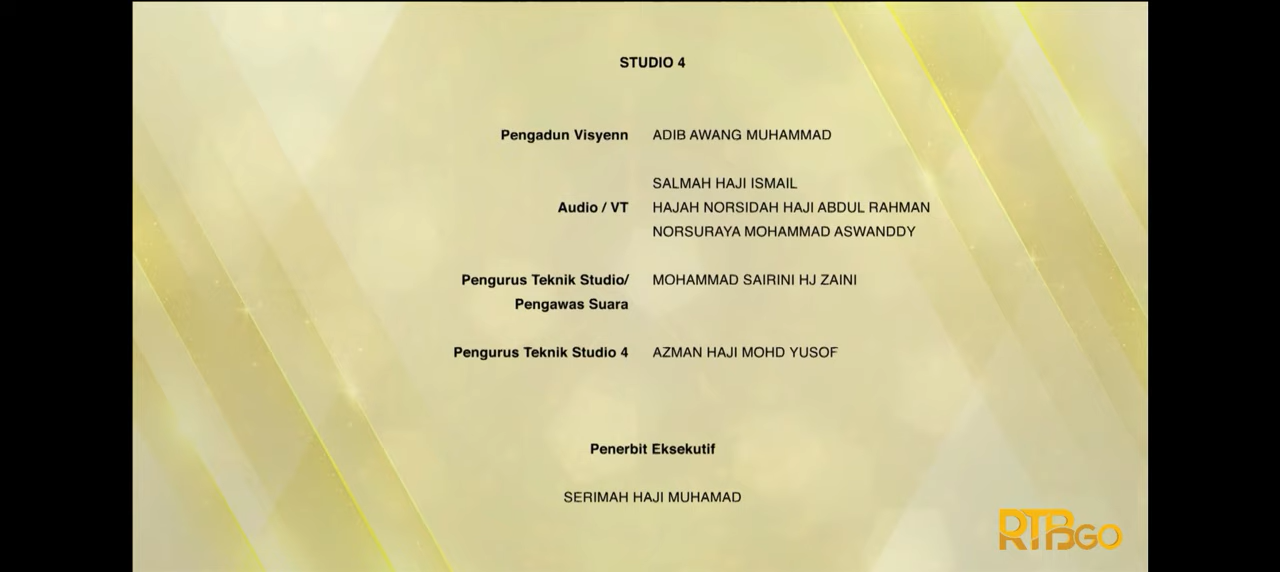 STUDIO 4
Pengadun Visyenn ADIB AWANG MUHAMMAD
SALMAH HAJI ISMAIL
Audio / VT HAJAH NORSIDAH HAJI ABDUL RAHMAN
NORSURAYA MOHAMMAD ASWANDDY
Pengurus Teknik Studio/ MOHAMMAD SAIRINI HJ ZAINI
Pengawas Suara
Pengurus Teknik Studio 4 AZMAN HAJI MOHD YUSOF
Penerbit Eksekutif
SERIMAH HAJI MUHAMAD
RTBGO